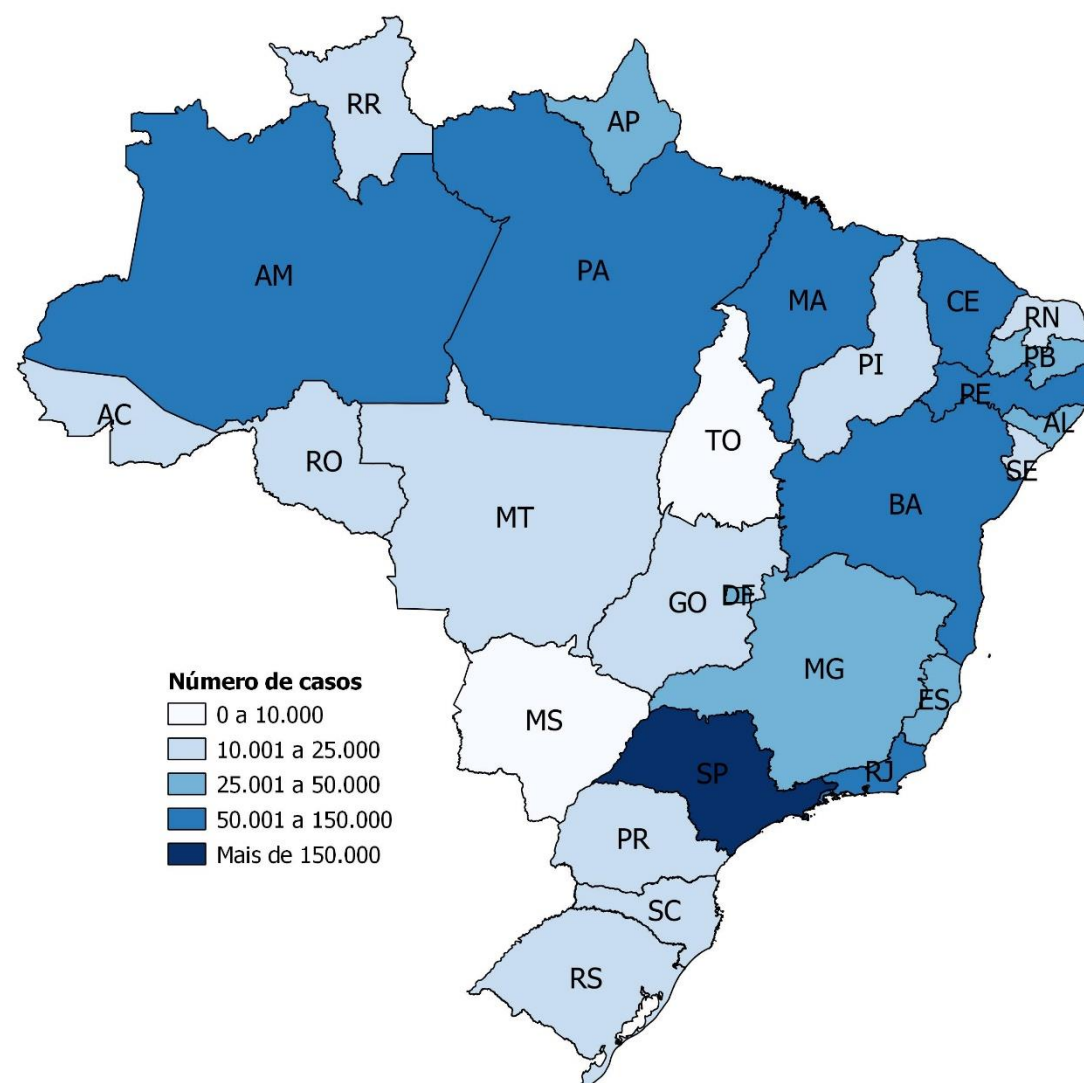 RR
AP
AM
PA
MA
CE
RN
PB
PI
PE
AC
AL
TO
RO
SE
BA
MT
GO
DF
MG
ES
MS
SP
RJ
PR
SC
RS
Número de casos
0 a 10.000
10.001 a 25.000
25.001 a 50.000
50.001 a 150.000
Mais de 150.000